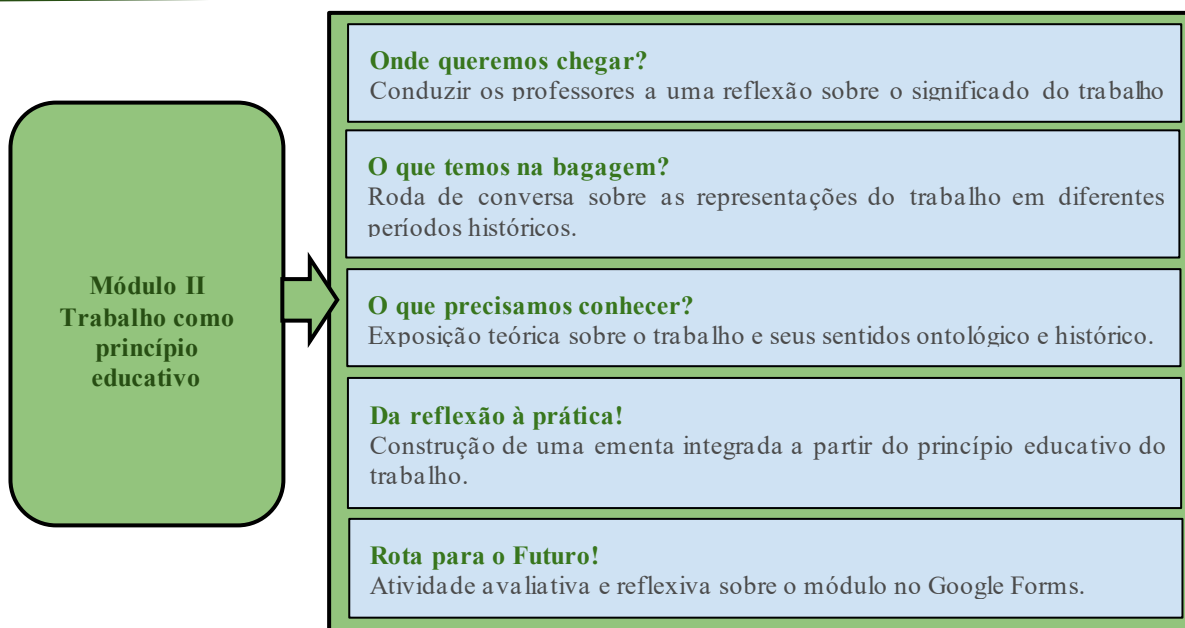 Módulo II
Trabalho como
princípio
educativo
Onde queremos chegar?
Conduzir os professores a uma reflexão sobre o significado do trabalho
O que temos na bagagem?
Roda de conversa sobre as representações do trabalho em diferentes
períodos históricos.
O que precisamos conhecer?
Exposição teórica sobre o trabalho e seus sentidos ontológico e histórico.
Da reflexão à prática!
Construção de uma ementa integrada a partir do princípio educativo do
trabalho.
Rota para o Futuro!
Atividade avaliativa e reflexiva sobre o módulo no Google Forms.